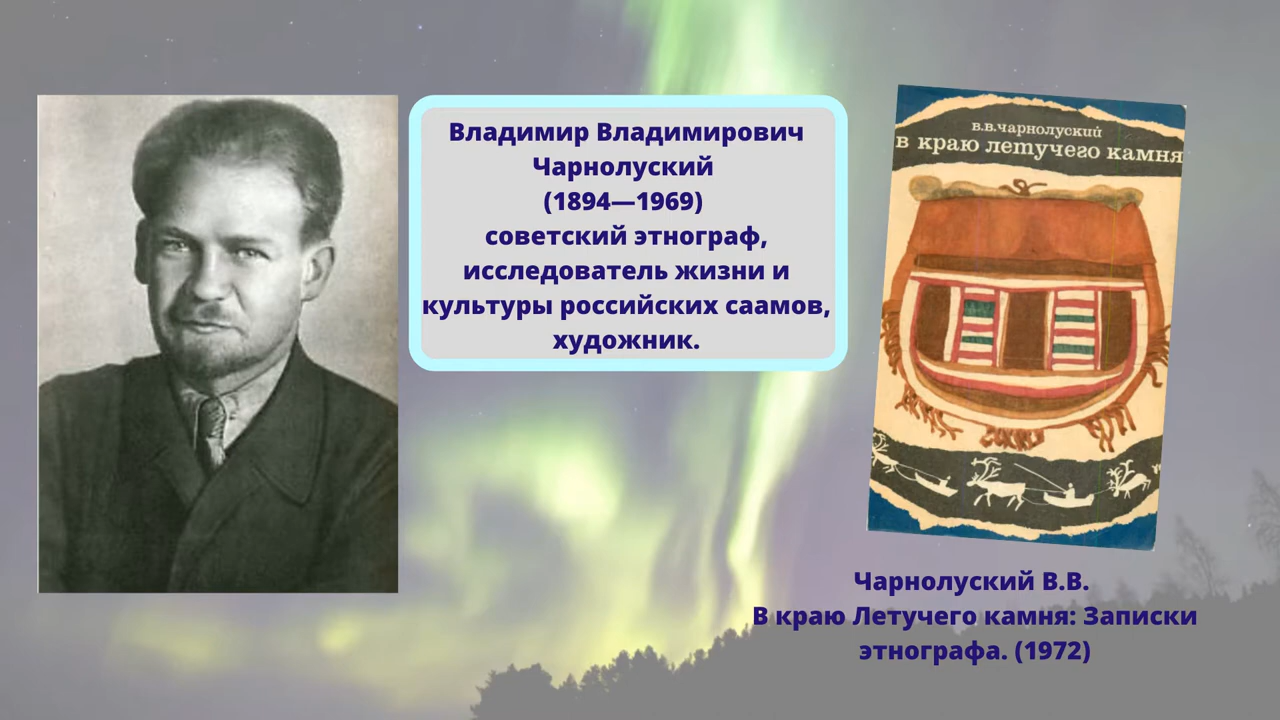 Владимир Владимирович
Чарнолуский
(1894—1969)
советский этнограф,
исследователь жизни и
культуры российских саамов,
художник.
в.в.чарнолуский
в краю летучего камня
Чарнолуский В.В.
В краю Летучего камня: Записки
этнографа. (1972)